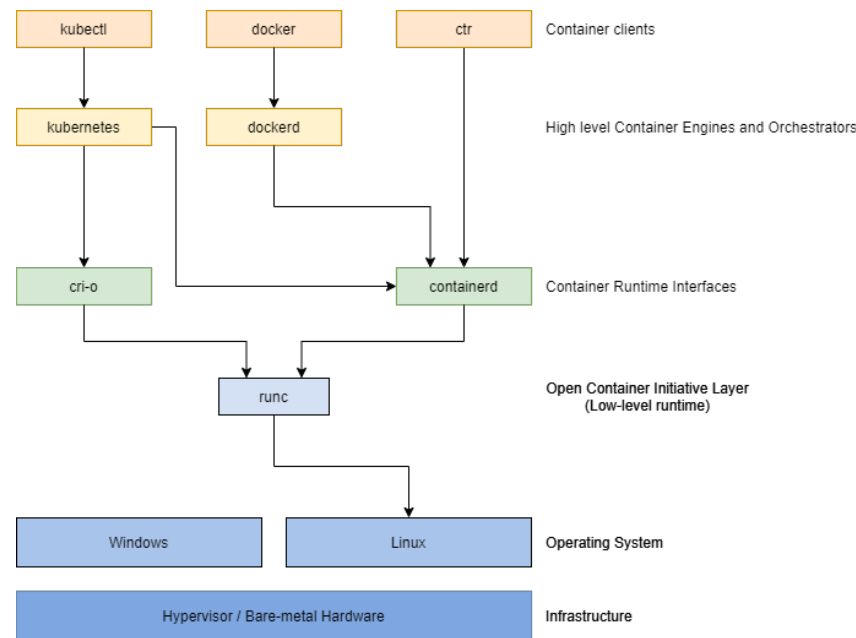 kubectl
docker
ctr
Container clients
kubernetes
dockerd
High level Container Engines and Orchestrators
cri-o
containerd
Container Runtime Interfaces
runc
Open Container Initiative Layer
(Low-level runtime)
Windows
Linux
Operating System
Hypervisor / Bare-metal Hardware
Infrastructure